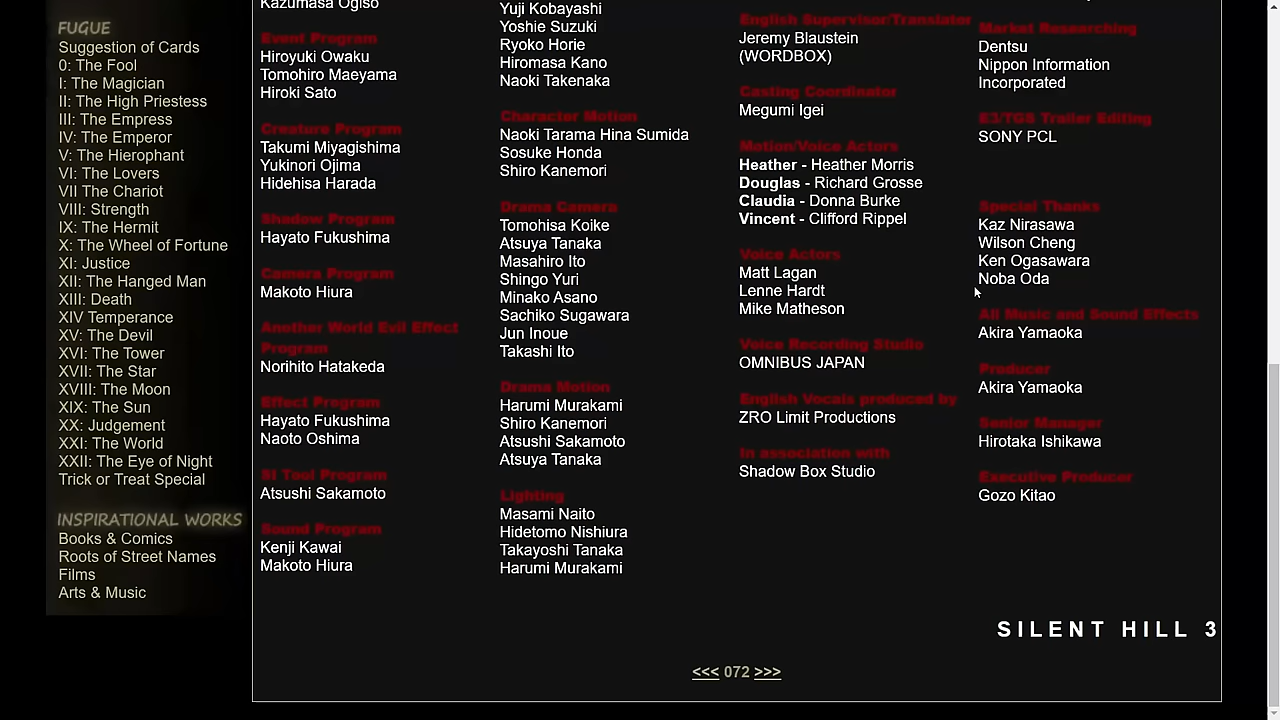 FUGUE
Suggestion of Cards
0: The Fool
I: The Magician
II: The High Priestess
III: The Empress
IV: The Emperor
V: The Hierophant
VI: The Lovers
VII The Chariot
VIII: Strength
IX: The Hermit
X: The Wheel of Fortune
XI: Justice
XII: The Hanged Man
XIII: Death
XIV Temperance
XV: The Devil
XVI: The Tower
XVII: The Star
XVIII: The Moon
XIX: The Sun
XX: Judgement
XXI: The World
XXII: The Eye of Night
Trick or Treat Special
INSPIRATIONAL WORKS
Books & Comics
Roots of Street Names
Films
Arts & Music
Kazumasa Ogiso
Event Program
Hiroyuki Owaku
Tomohiro Maeyama
Hiroki Sato
Creature Program
Takumi Miyagishima
Yukinori Ojima
Hidehisa Harada
Shadow Program
Hayato Fukushima
Camera Program
Makoto Hiura
Another World Evil Effect
Program
Norihito Hatakeda
Effect Program
Hayato Fukushima
Naoto Oshima
SI Tool Program
Atsushi Sakamoto
Sound Program
Kenji Kawai
Makoto Hiura
Yuji Kobayashi
Yoshie Suzuki
Ryoko Horie
Hiromasa Kano
Naoki Takenaka
Character Motion
Naoki Tarama Hina Sumida
Sosuke Honda
Shiro Kanemori
Drama Camera
Tomohisa Koike
Atsuya Tanaka
Masahiro Ito
Shingo Yuri
Minako Asano
Sachiko Sugawara
Jun Inoue
Takashi Ito
Drama Motion
Harumi Murakami
Shiro Kanemori
Atsushi Sakamoto
Atsuya Tanaka
Lighting
Masami Naito
Hidetomo Nishiura
Takayoshi Tanaka
Harumi Murakami
English Supervisor/Translator
Jeremy Blaustein
(WORDBOX)
Casting Coordinator
Megumi Igei
Motion/Voice Actors
Heather - Heather Morris
Douglas - Richard Grosse
Claudia - Donna Burke
Vincent - Clifford Rippel
Voice Actors
Matt Lagan
Lenne Hardt
Mike Matheson
Voice Recording Studio
OMNIBUS JAPAN
English Vocals produced by
ZRO Limit Productions
In association with
Shadow Box Studio
Market Researching
Dentsu
Nippon Information
Incorporated
E3/TGS Trailer Editing
SONY PCL
Special Thanks
Kaz Nirasawa
Wilson Cheng
Ken Ogasawara
Noba Oda
All Music and Sound Effects
Akira Yamaoka
Producer
Akira Yamaoka
Senior Manager
Hirotaka Ishikawa
Executive Producer
Gozo Kitao
SILENT HILL 3
<<< 072 >>>